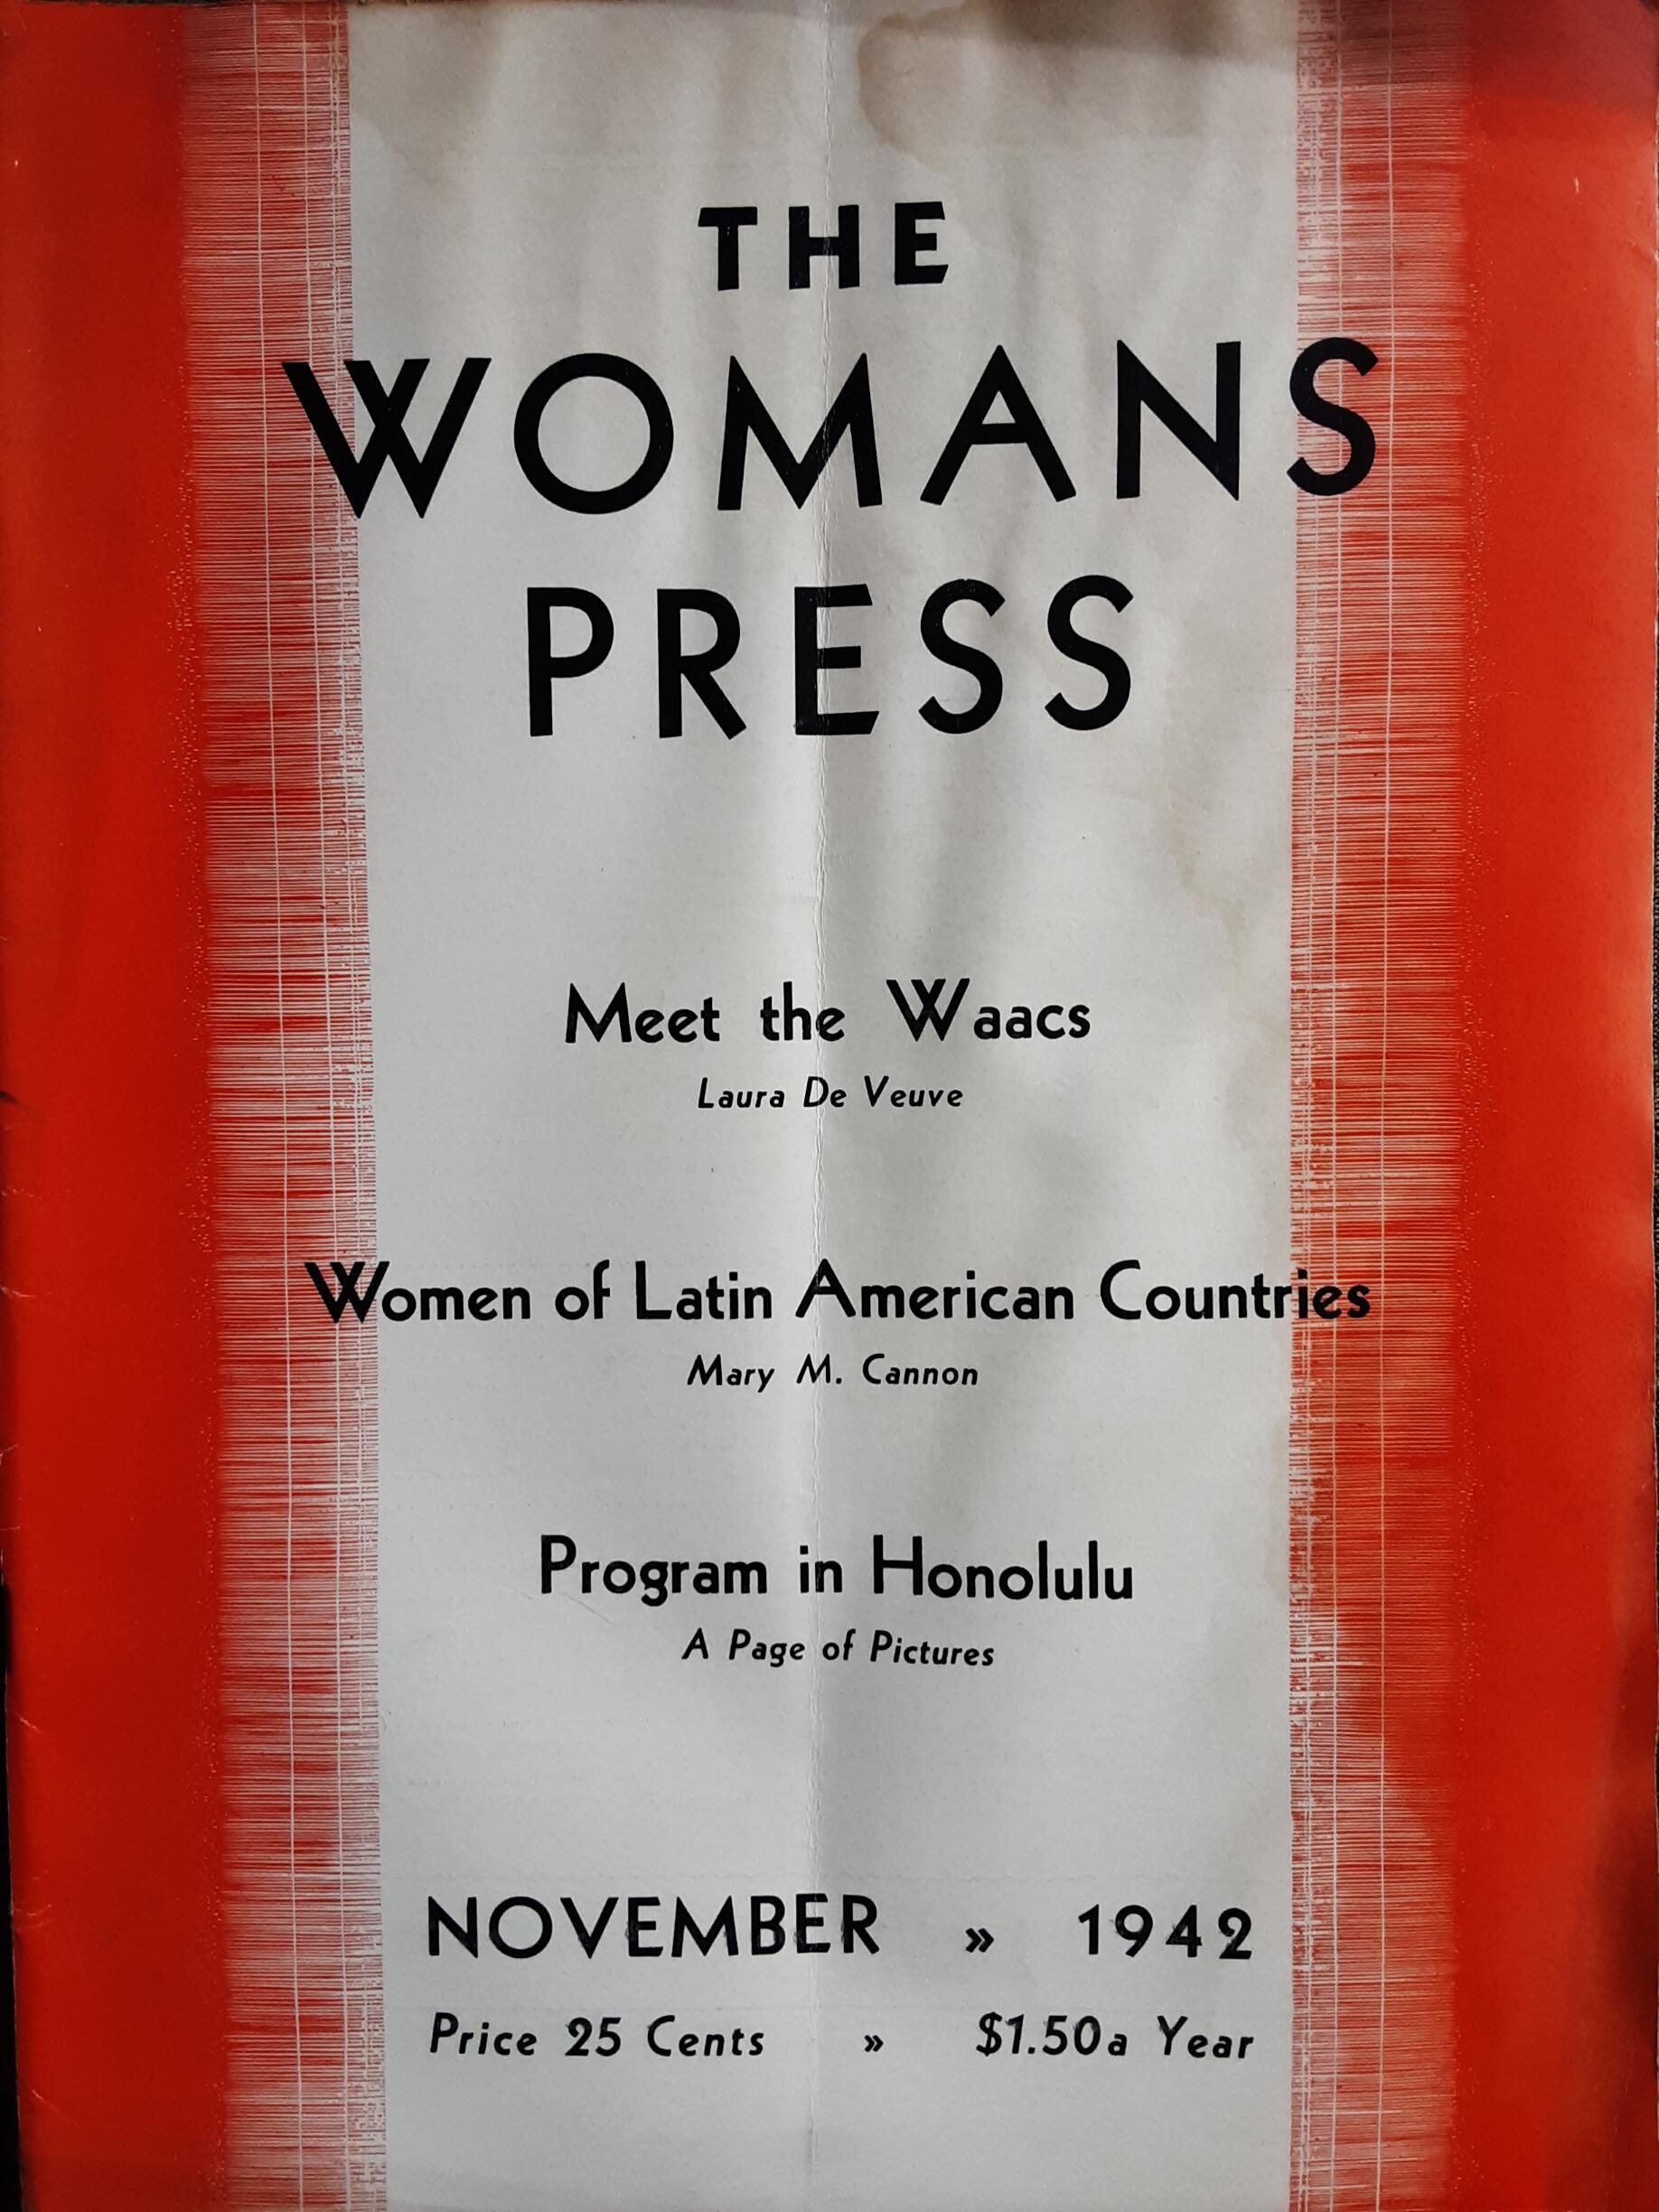 THE
WOMANS
PRESS
Meet the Waacs
Laura De Veuve
Women of Latin American Countries
Mary M. Cannon
Program in Honolulu
A Page of Pictures
NOVEMBER » 1942
Price 25 Cents » $1.50 a Year